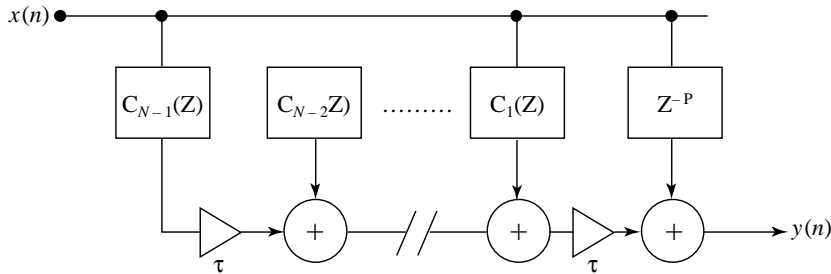 x(n)
C_{N-1}(Z)
C_{N-2}Z)
.........
C_1(Z)
Z^{-P}
+
+
+
τ
τ
y(n)